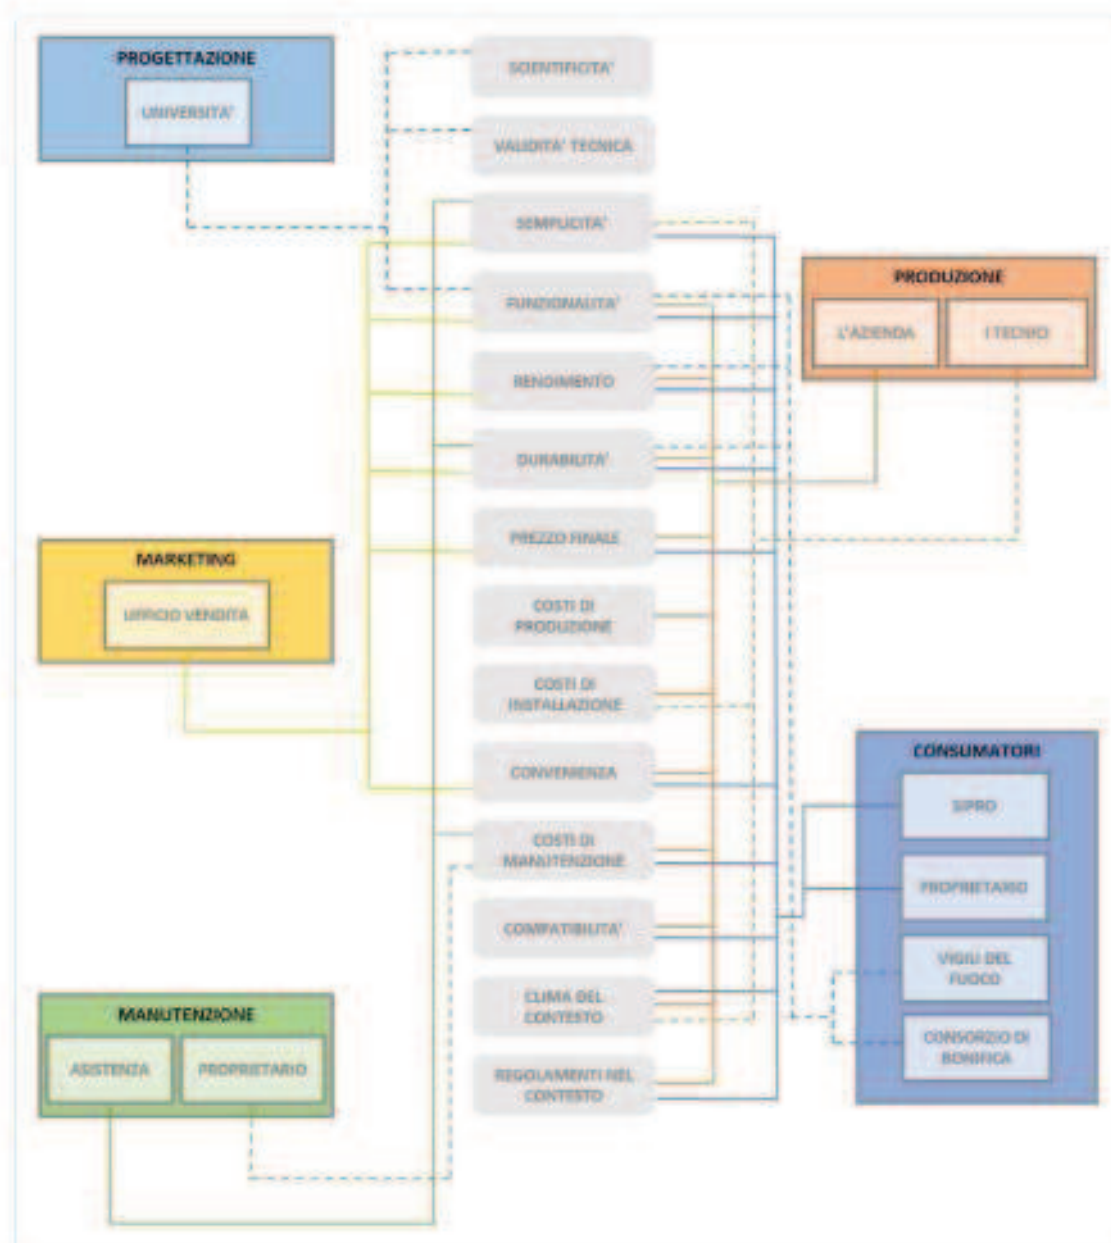 PROGETTAZIONE
UNIVERSITA'
SCIENTIFICITA'
VALIDITA' TECNICA
SEMPLICITA'
FUNZIONALITA'
RENDIMENTO
DURABILITA'
PREZZO FINALE
COSTI DI
PRODUZIONE
COSTI DI
INSTALLAZIONE
CONVENIENZA
COSTI DI
MANUTENZIONE
COMPATIBILITA'
CLIMA DEL
CONTESTO
REGOLAMENTI NEL
CONTESTO
PRODUZIONE
L'AZIENDA
I TECNICI
MARKETING
UFFICIO VENDITA
CONSUMATORI
SIPRO
PROPRIETARIO
VIGILI DEL
FUOCO
CONSORZIO DI
BONIFICA
MANUTENZIONE
ASISTENZA
PROPRIETARIO